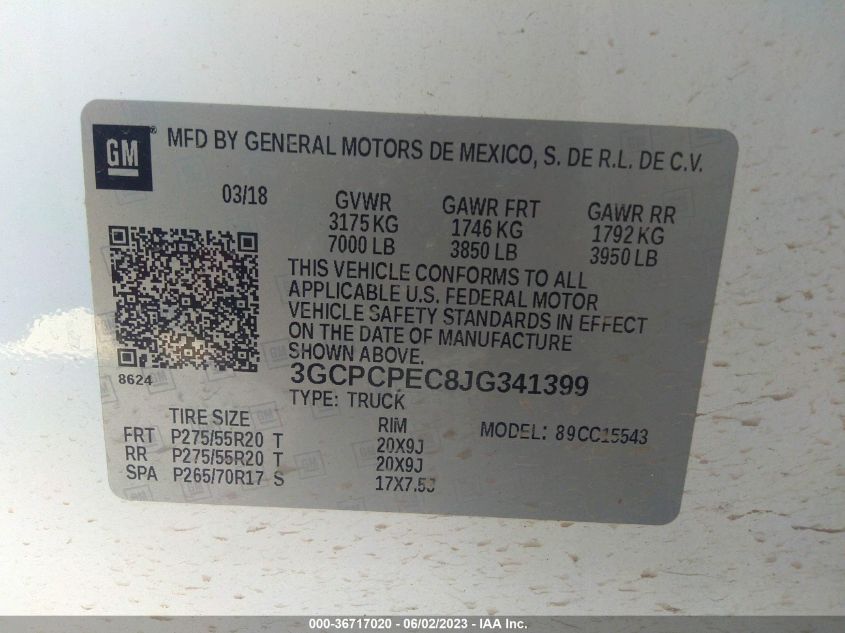 GM ® MFD BY GENERAL MOTORS DE MEXICO, S. DE R.L. DE C.V.
03/18 GVWR GAWR FRT GAWR RR
3175 KG 1746 KG 1792 KG
7000 LB 3850 LB 3950 LB
THIS VEHICLE CONFORMS TO ALL
APPLICABLE U.S. FEDERAL MOTOR
VEHICLE SAFETY STANDARDS IN EFFECT
ON THE DATE OF MANUFACTURE
SHOWN ABOVE.
8624 3GCPCPEC8JG341399
TYPE: TRUCK
TIRE SIZE RIM MODEL: 89CC15543
FRT P275/55R20 T 20X9J
RR P275/55R20 T 20X9J
SPA P265/70R17 S 17X7.5J
000-36717020 - 06/02/2023 - IAA Inc.